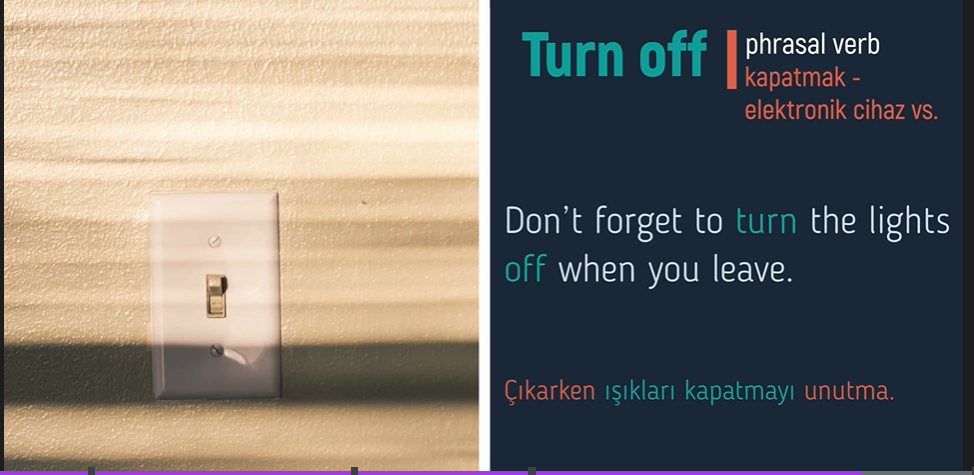 Turn off
phrasal verb
kapatmak -
elektronik cihaz vs.
Don't forget to turn the lights
off when you leave.
Çıkarken ışıkları kapatmayı unutma.